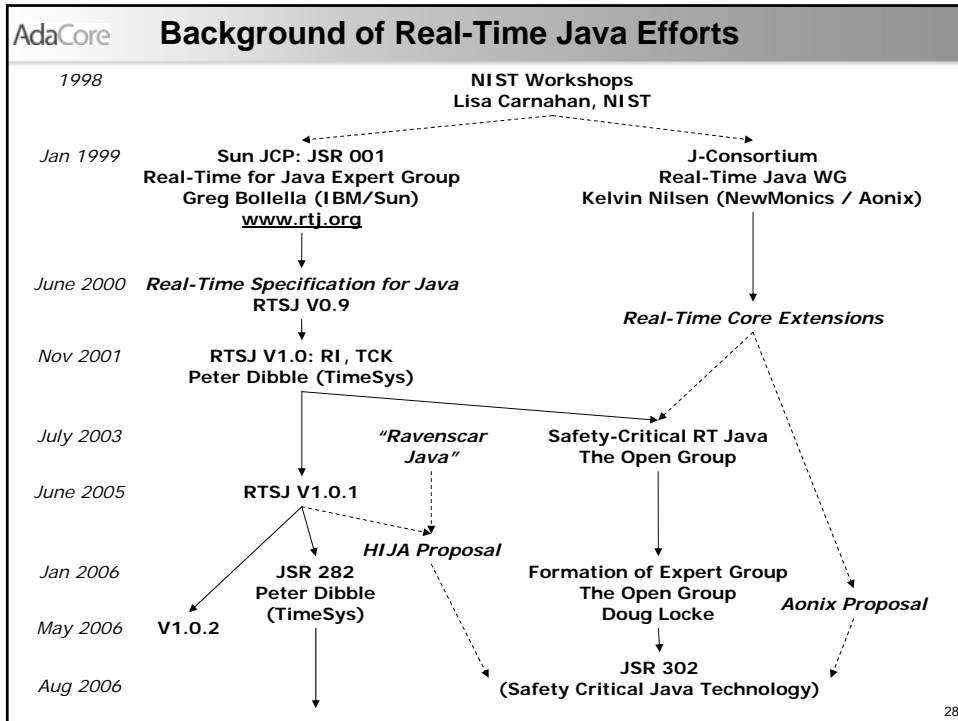 AdaCore
Background of Real-Time Java Efforts
1998
NIST Workshops
Lisa Carnahan, NIST
Jan 1999
Sun JCP: JSR 001
Real-Time for Java Expert Group
Greg Bollella (IBM/Sun)
www.rtj.org
J-Consortium
Real-Time Java WG
Kelvin Nilsen (NewMonics / Aonix)
June 2000
Real-Time Specification for Java
RTSJ V0.9
Real-Time Core Extensions
Nov 2001
RTSJ V1.0: RI, TCK
Peter Dibble (TimeSys)
July 2003
"Ravenscar
Java"
Safety-Critical RT Java
The Open Group
June 2005
RTSJ V1.0.1
HIJA Proposal
Jan 2006
JSR 282
Peter Dibble
(TimeSys)
Formation of Expert Group
The Open Group
Doug Locke
Aonix Proposal
May 2006
V1.0.2
Aug 2006
JSR 302
(Safety Critical Java Technology)
28